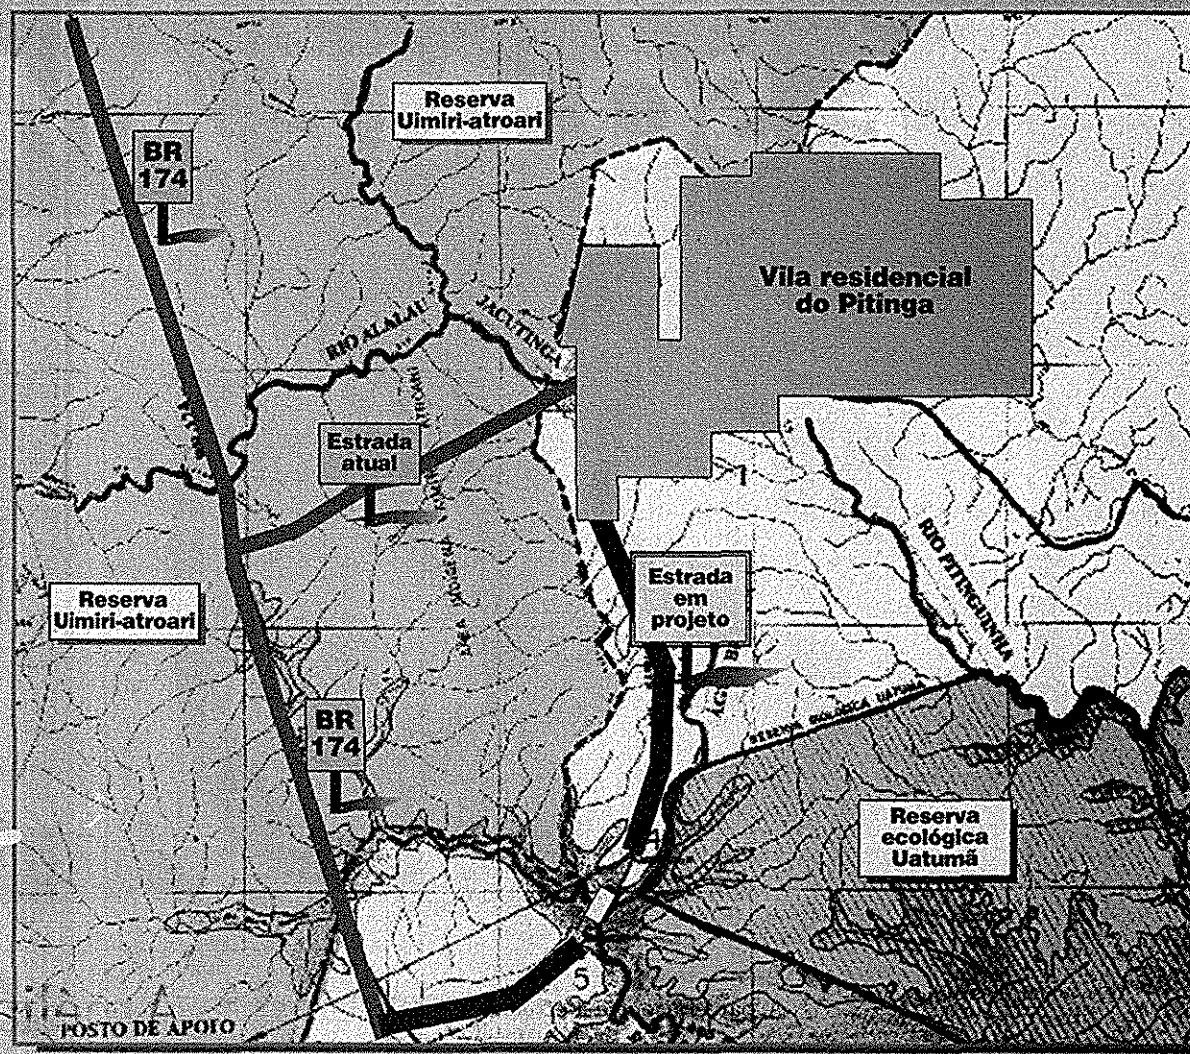 Reserva
Uimiri-atroari
BR
174
Vila residencial
do Pitinga
RIO ALALAU
JACUTINGA
Estrada
atual
RIO PITINGUINHA
Estrada
em
projeto
Reserva
Uimiri-atroari
BR
174
Reserva
ecológica
Uatumã
5
POSTO DE APOIO